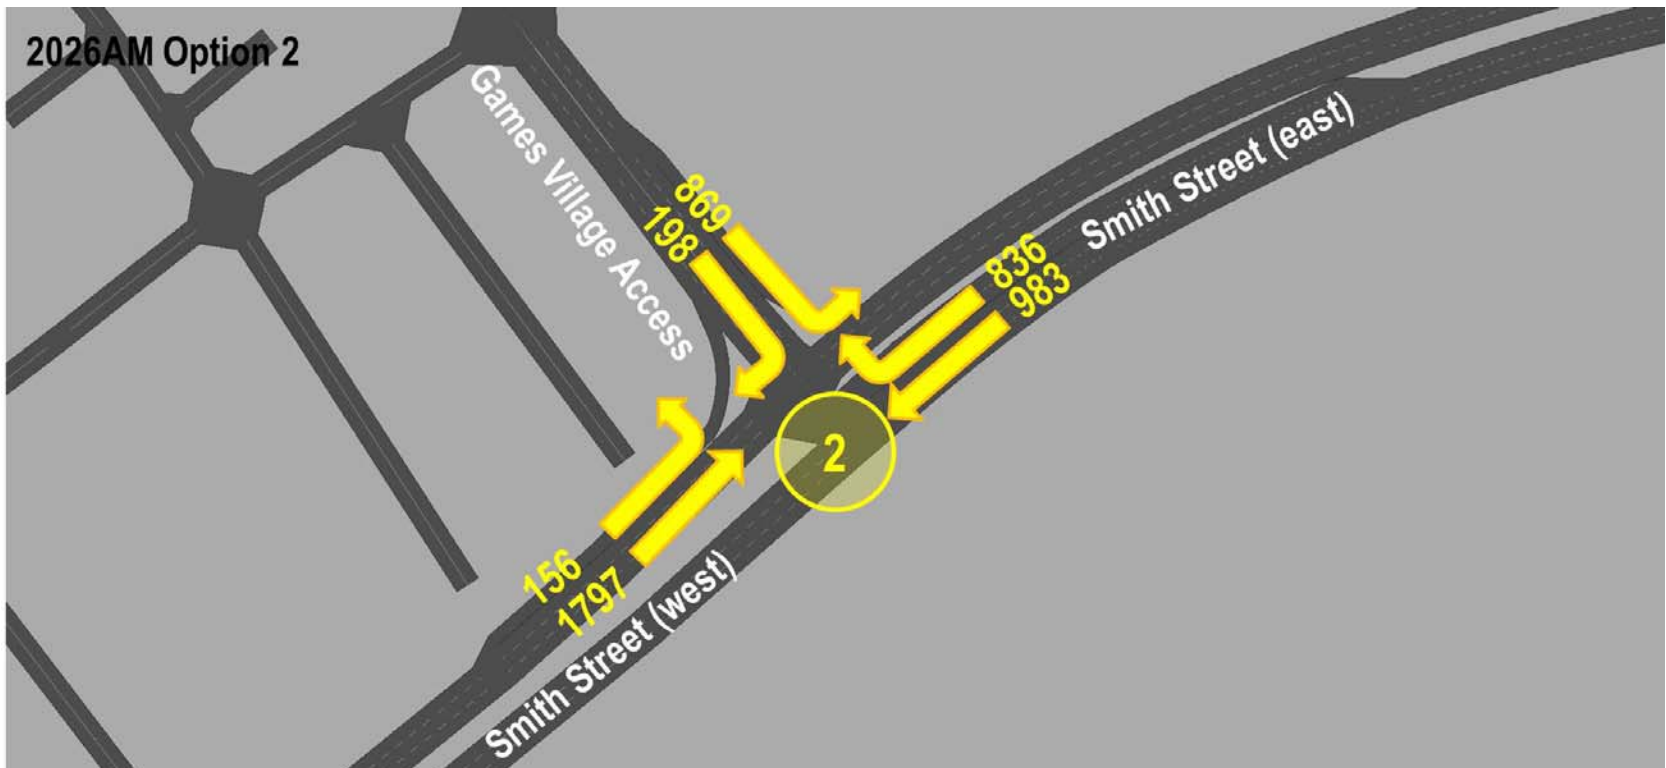 2026AM Option 2
Games Village Access
869
198
Smith Street (east)
836
983
2
156
1797
Smith Street (west)